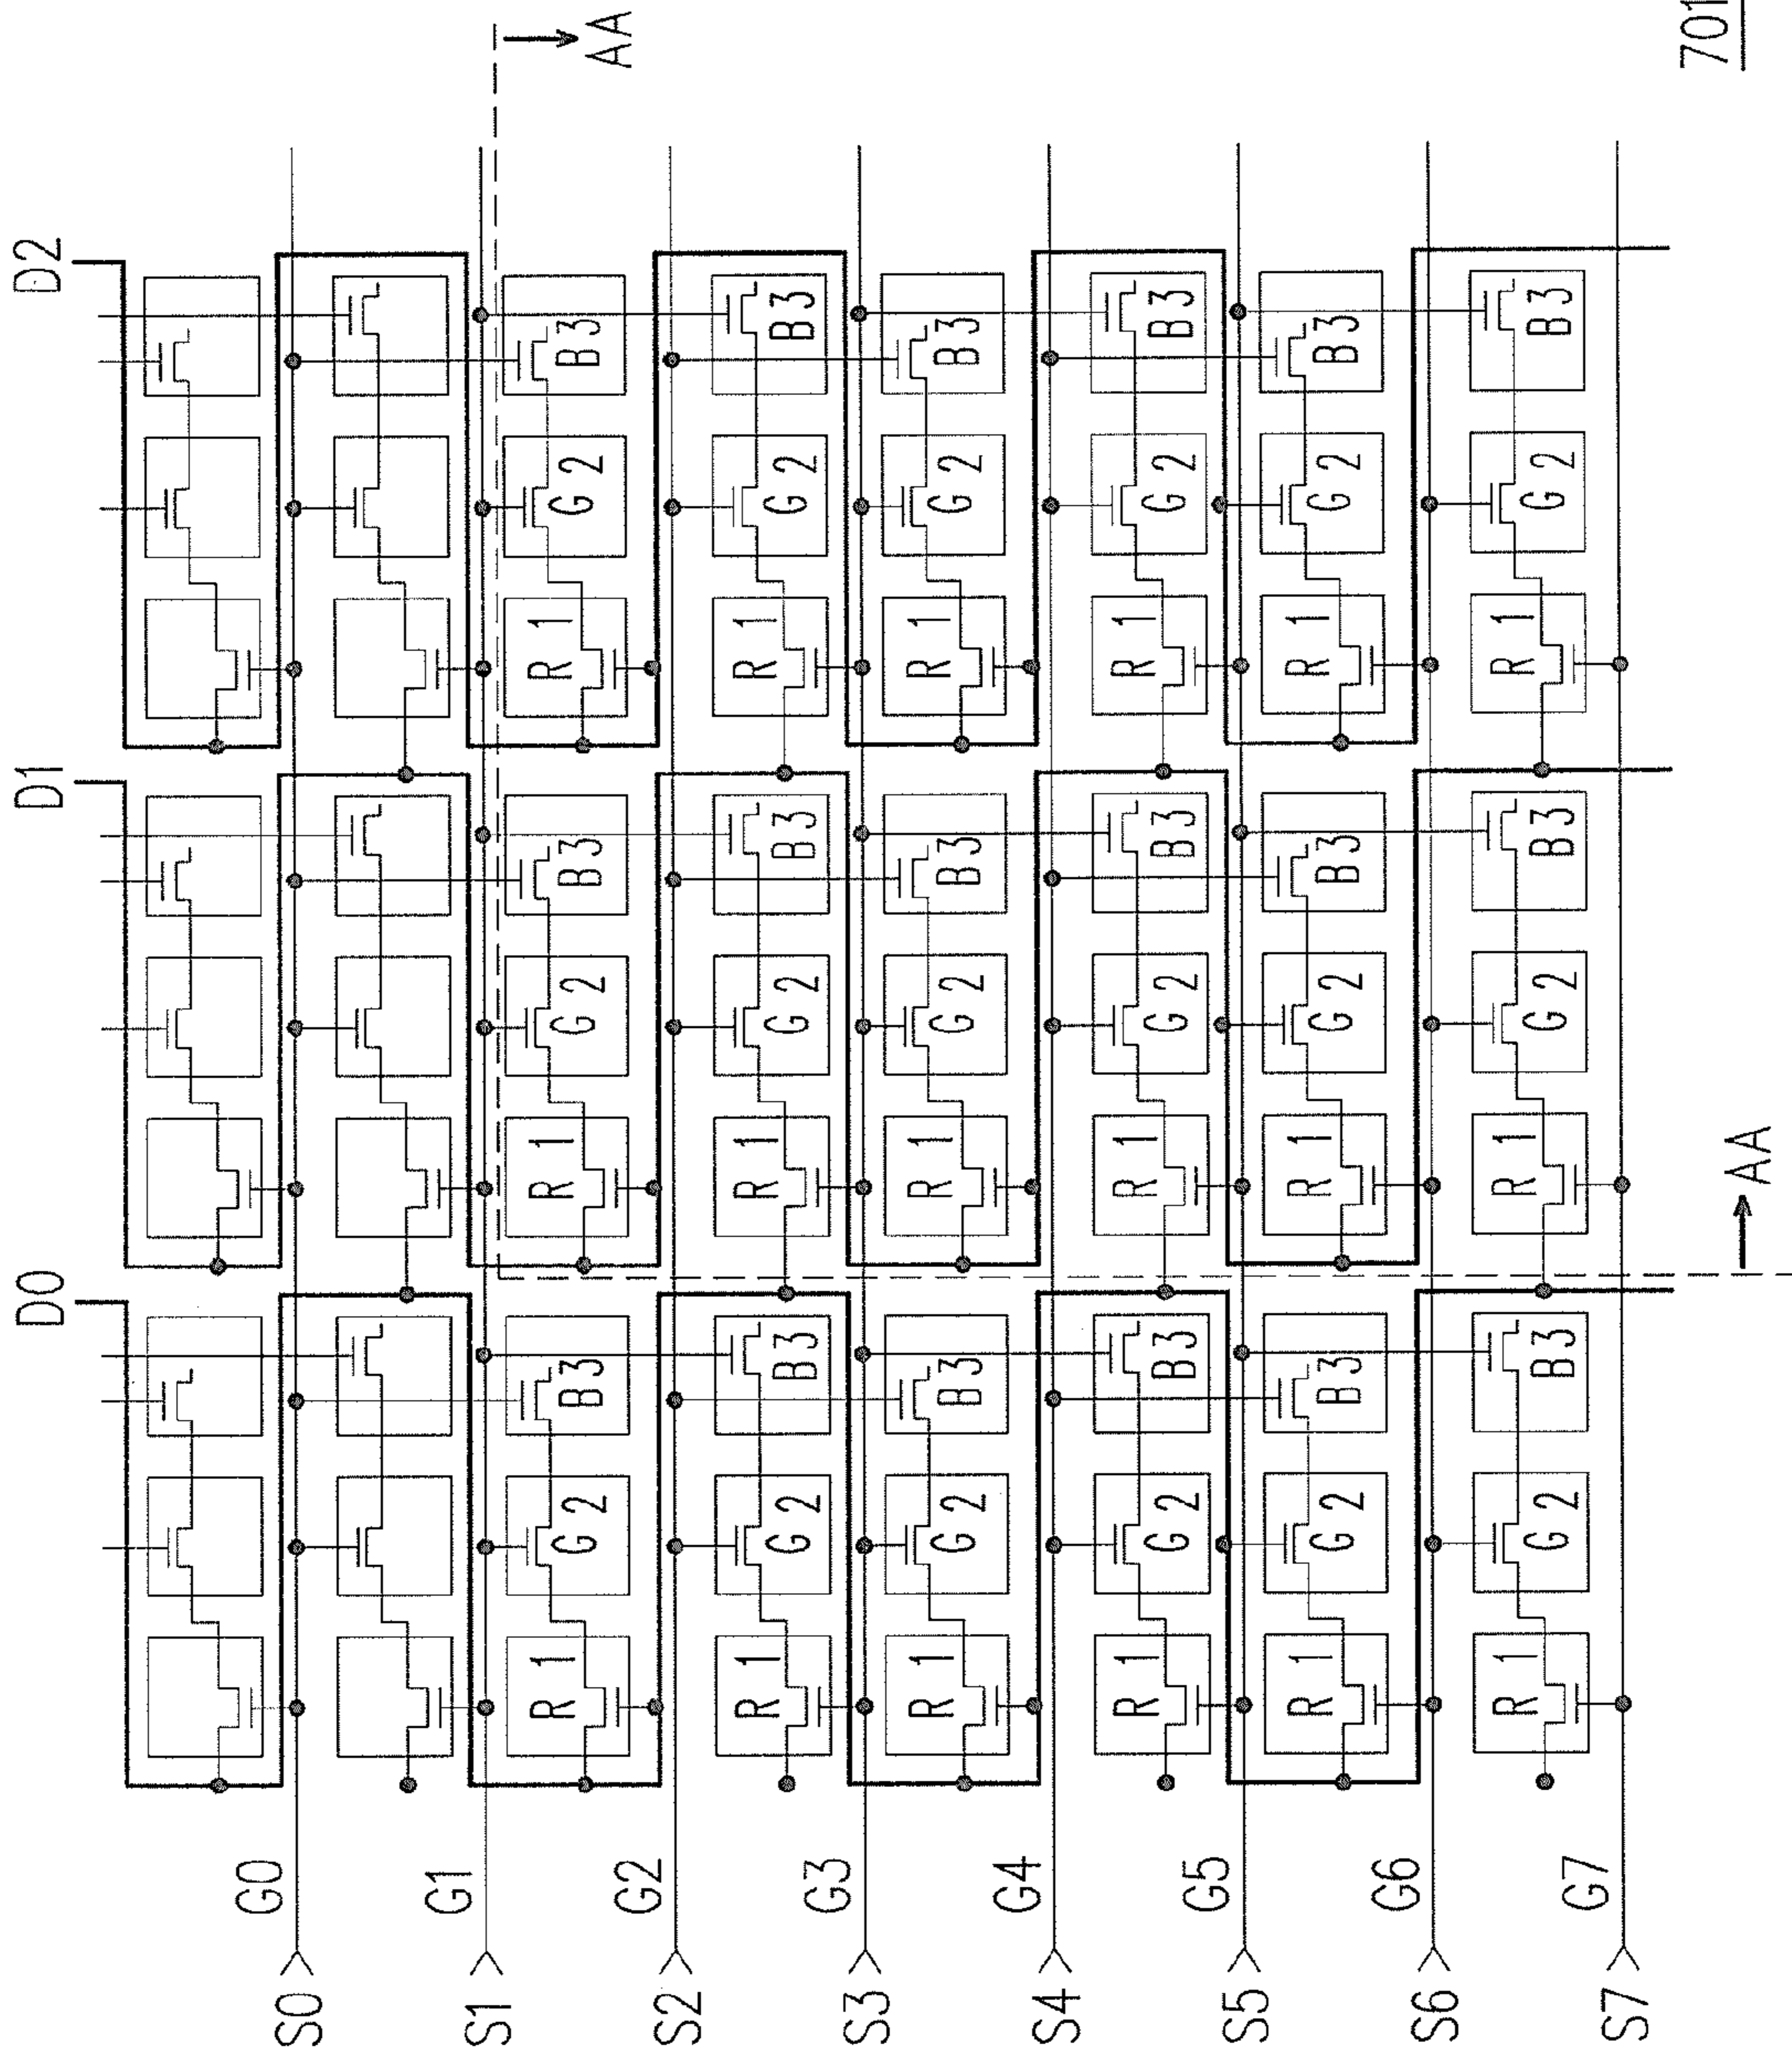 D0 D1 D2
S0 G0
S1 G1
AA
R1 G2 B3 R1 G2 B3 R1 G2 B3
S2 G2
R1 G2 B3 R1 G2 B3 R1 G2 B3
S3 G3
R1 G2 B3 R1 G2 B3 R1 G2 B3
S4 G4
R1 G2 B3 R1 G2 B3 R1 G2 B3
S5 G5
R1 G2 B3 R1 G2 B3 R1 G2 B3
S6 G6
R1 G2 B3 R1 G2 B3 R1 G2 B3
S7 G7
AA
701